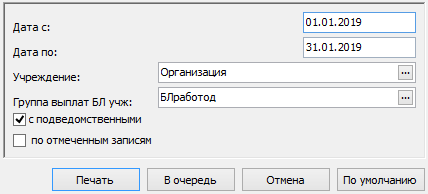 Дата с: 01.01.2019
Дата по: 31.01.2019
Учреждение: Организация ...
Группа выплат БЛ учж: БЛработод ...
с подведомственными
по отмеченным записям
Печать В очередь Отмена По умолчанию